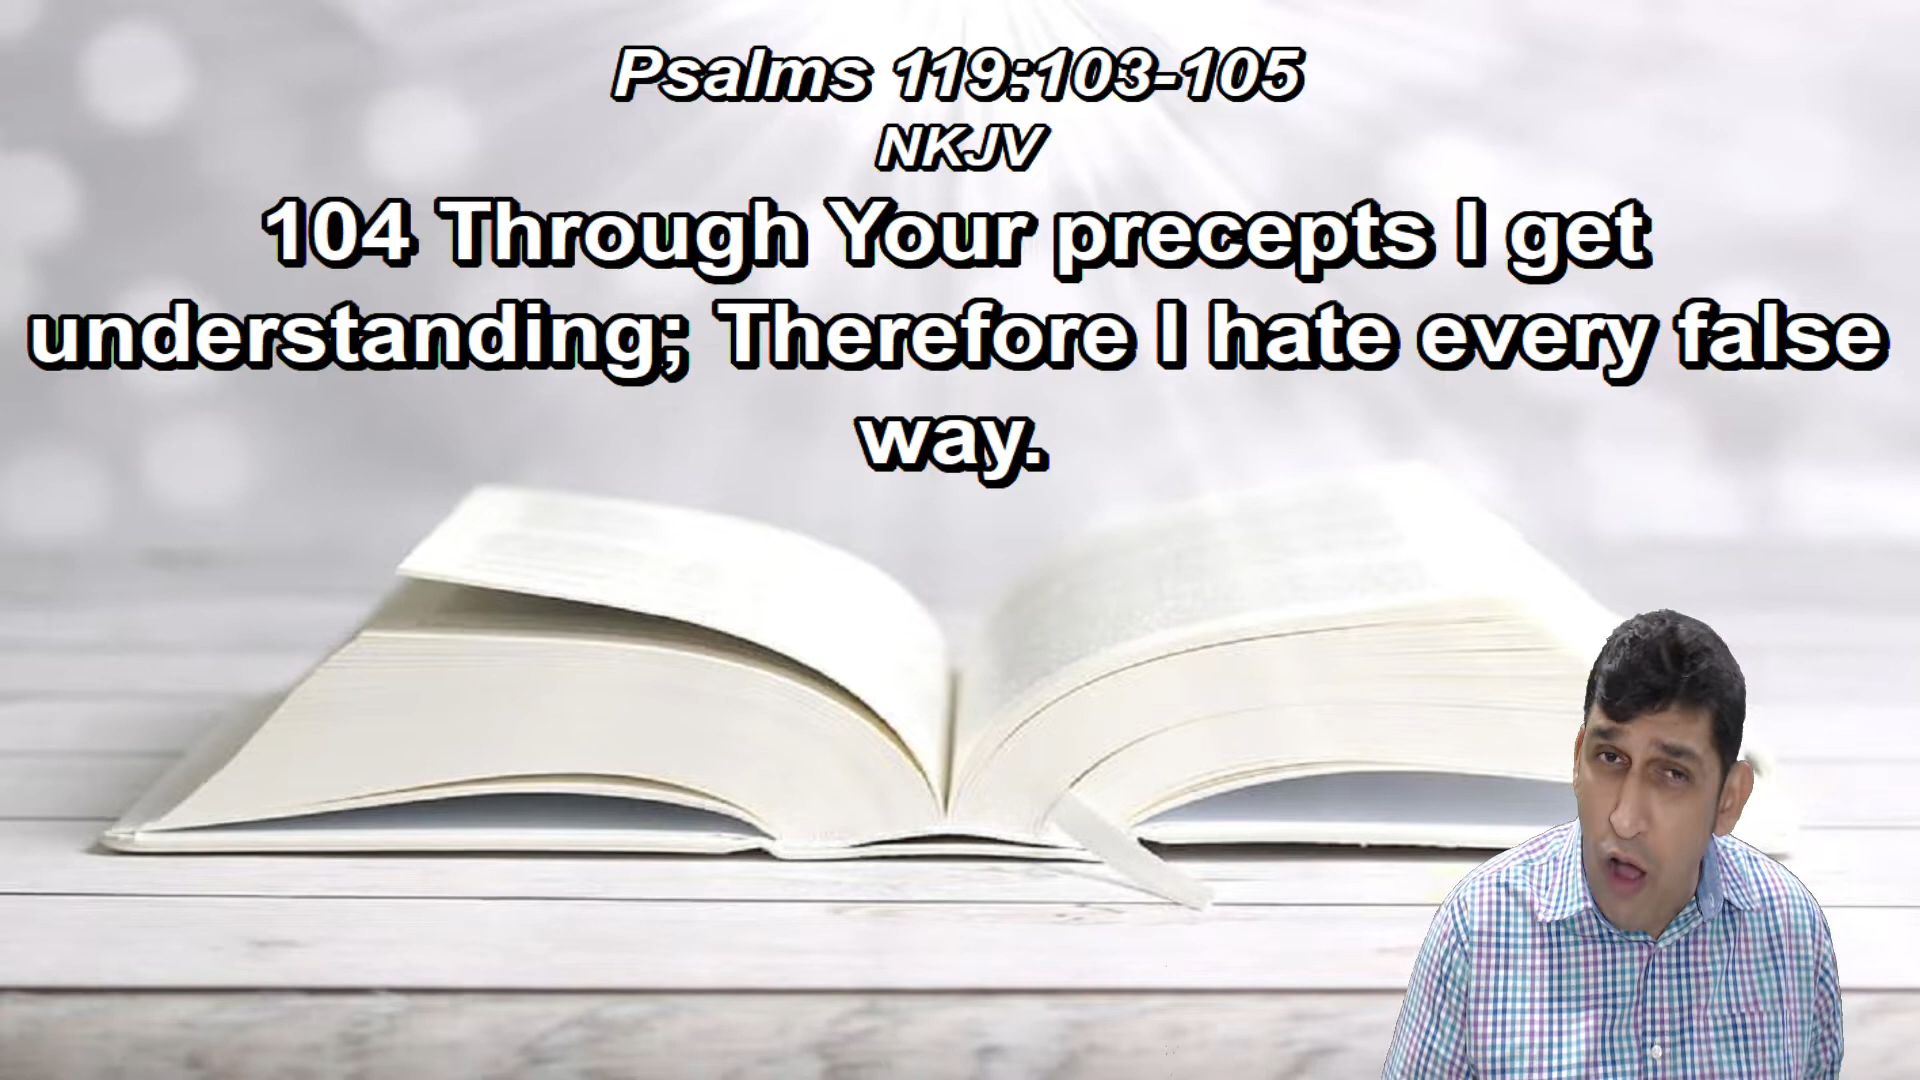 Psalms 119:103-105
NKJV
104 Through Your precepts I get
understanding; Therefore I hate every false
way.